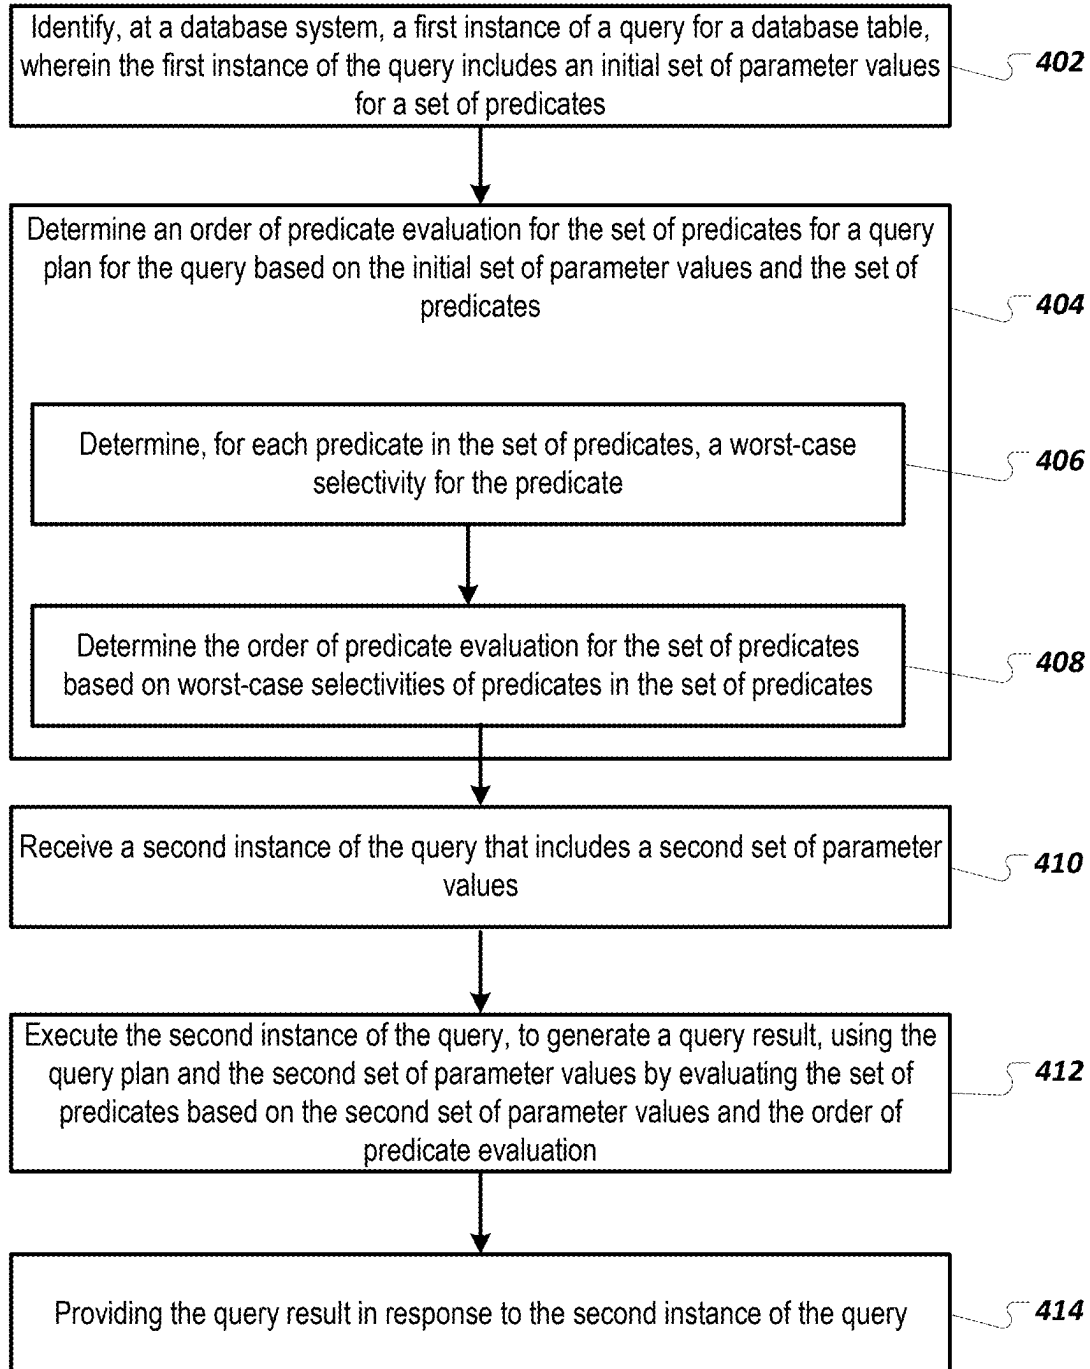 Identify, at a database system, a first instance of a query for a database table,
wherein the first instance of the query includes an initial set of parameter values
for a set of predicates
402
Determine an order of predicate evaluation for the set of predicates for a query
plan for the query based on the initial set of parameter values and the set of
predicates
404
Determine, for each predicate in the set of predicates, a worst-case
selectivity for the predicate
406
Determine the order of predicate evaluation for the set of predicates
based on worst-case selectivities of predicates in the set of predicates
408
Receive a second instance of the query that includes a second set of parameter
values
410
Execute the second instance of the query, to generate a query result, using the
query plan and the second set of parameter values by evaluating the set of
predicates based on the second set of parameter values and the order of
predicate evaluation
412
Providing the query result in response to the second instance of the query
414